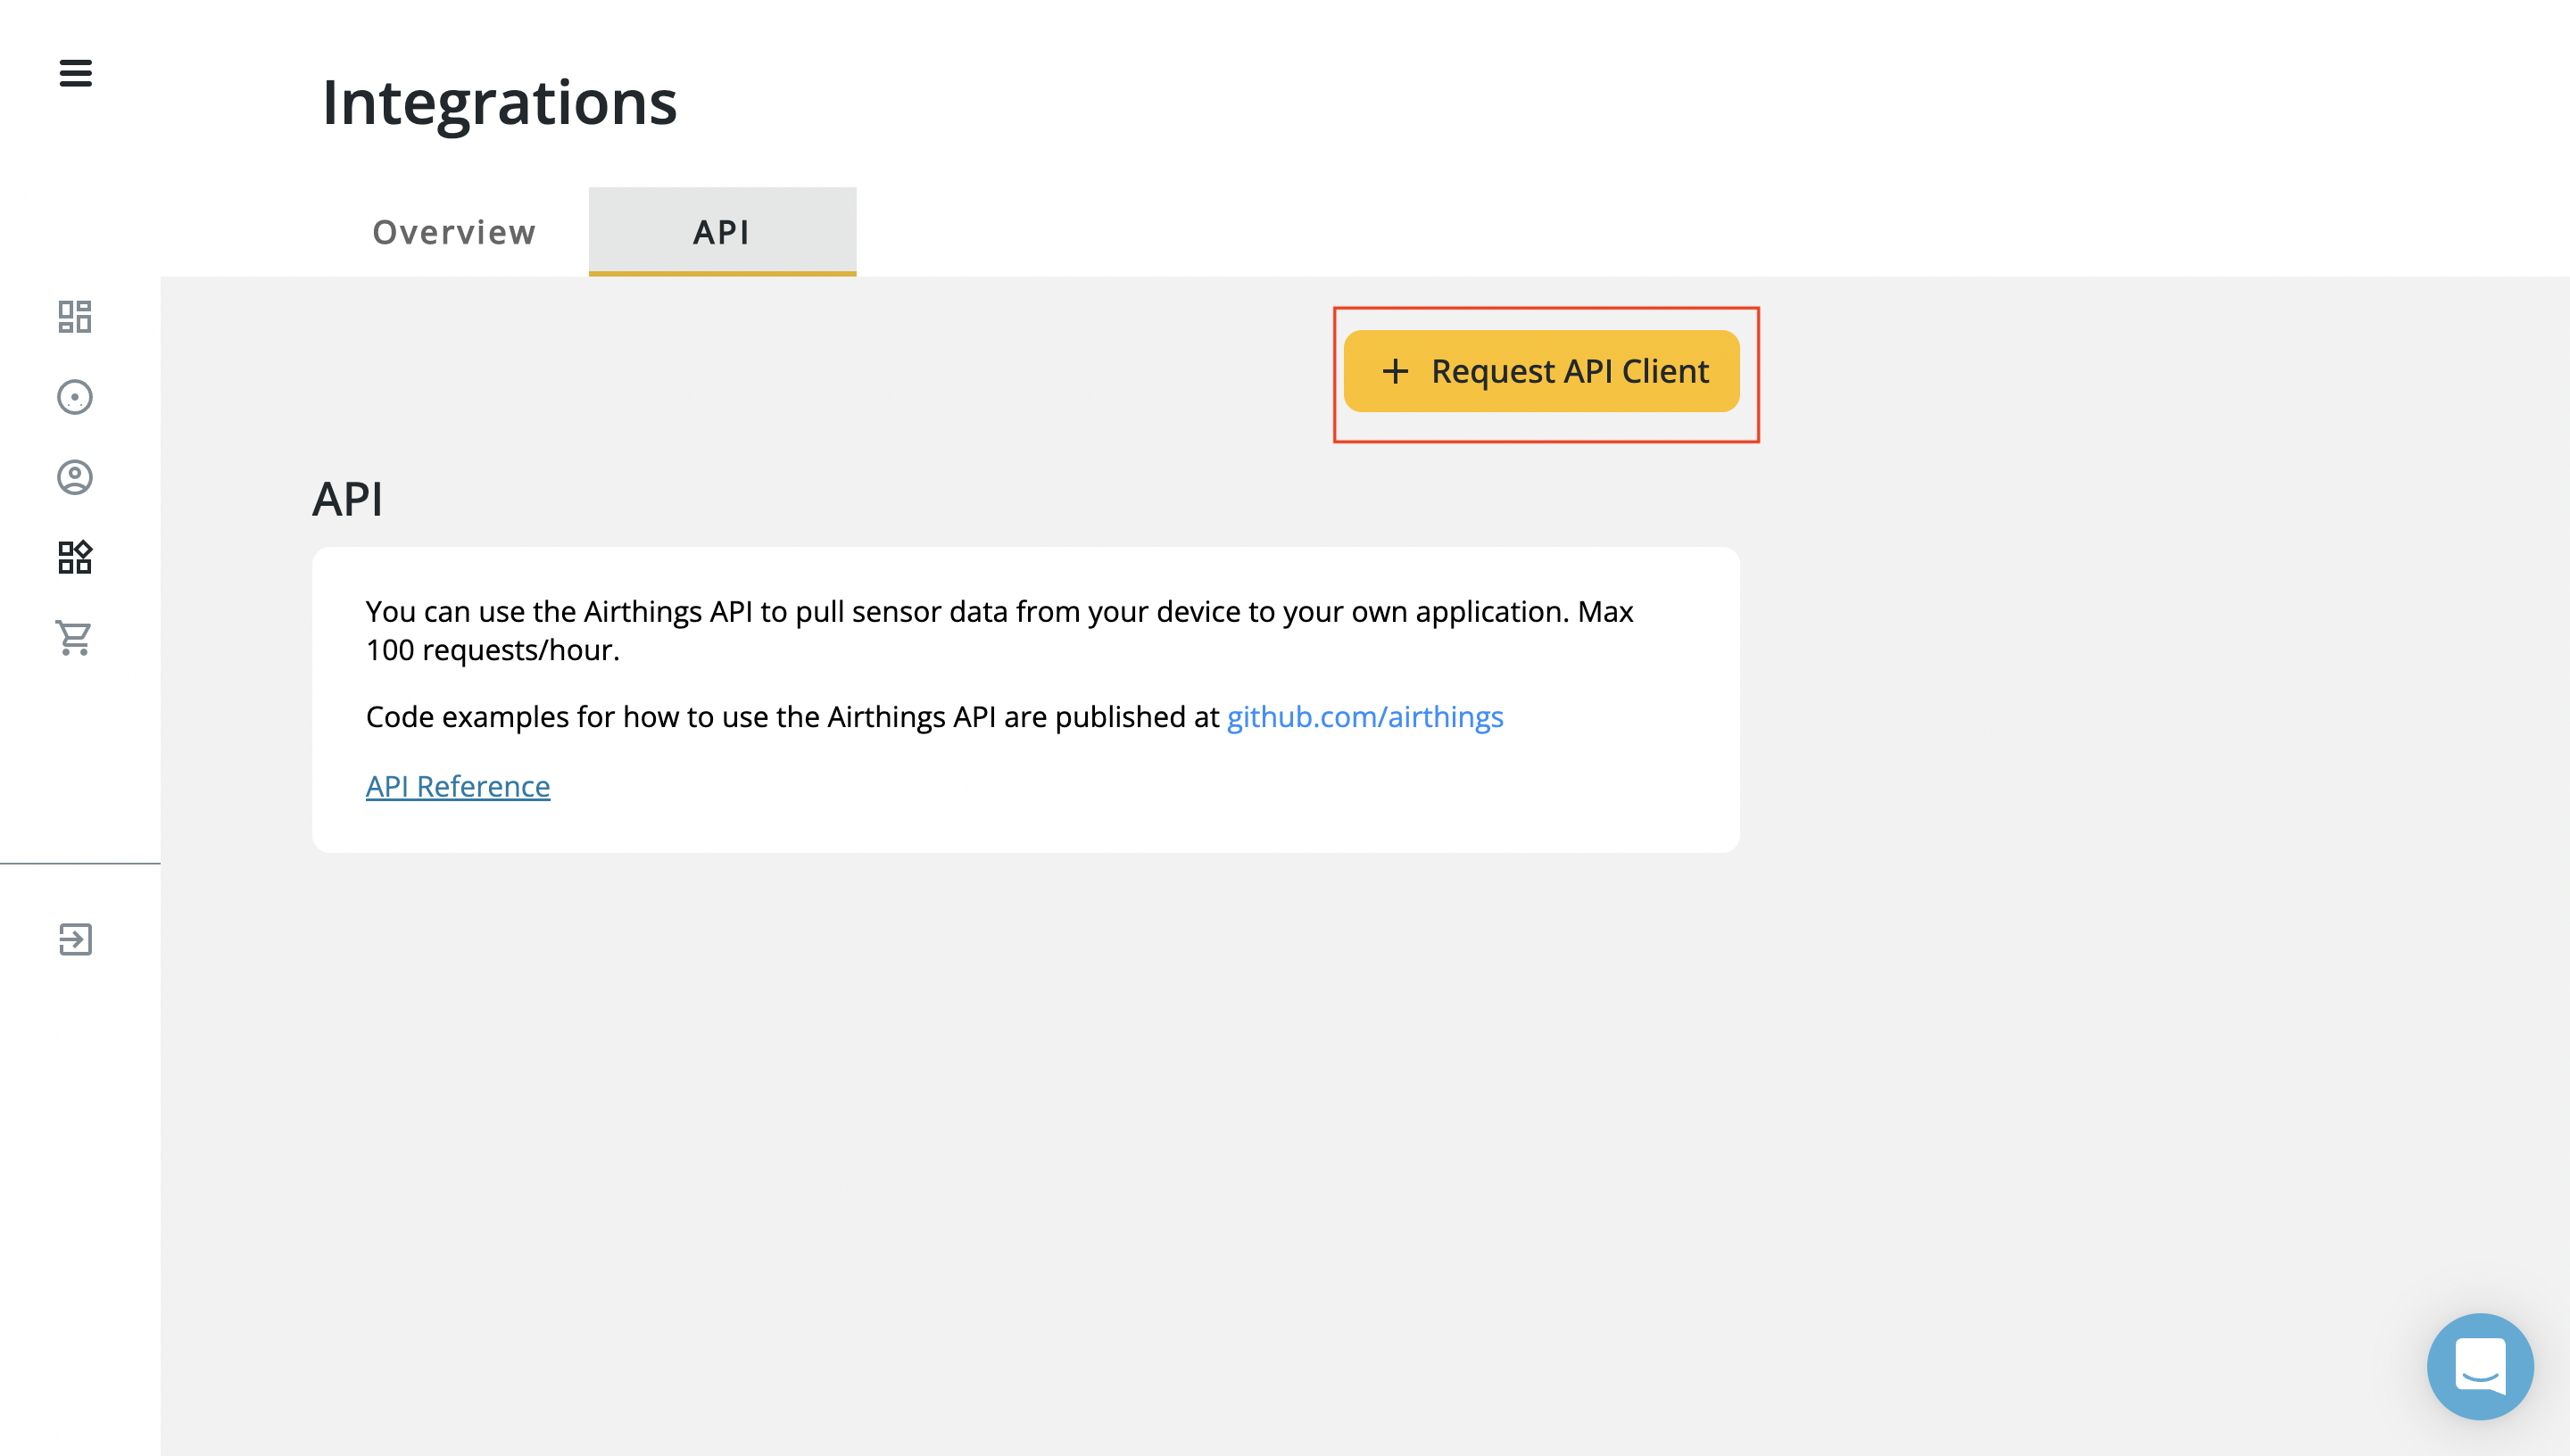 Integrations
Overview
API
Request API Client
API
You can use the Airthings API to pull sensor data from your device to your own application. Max
100 requests/hour.
Code examples for how to use the Airthings API are published at github.com/airthings
API Reference